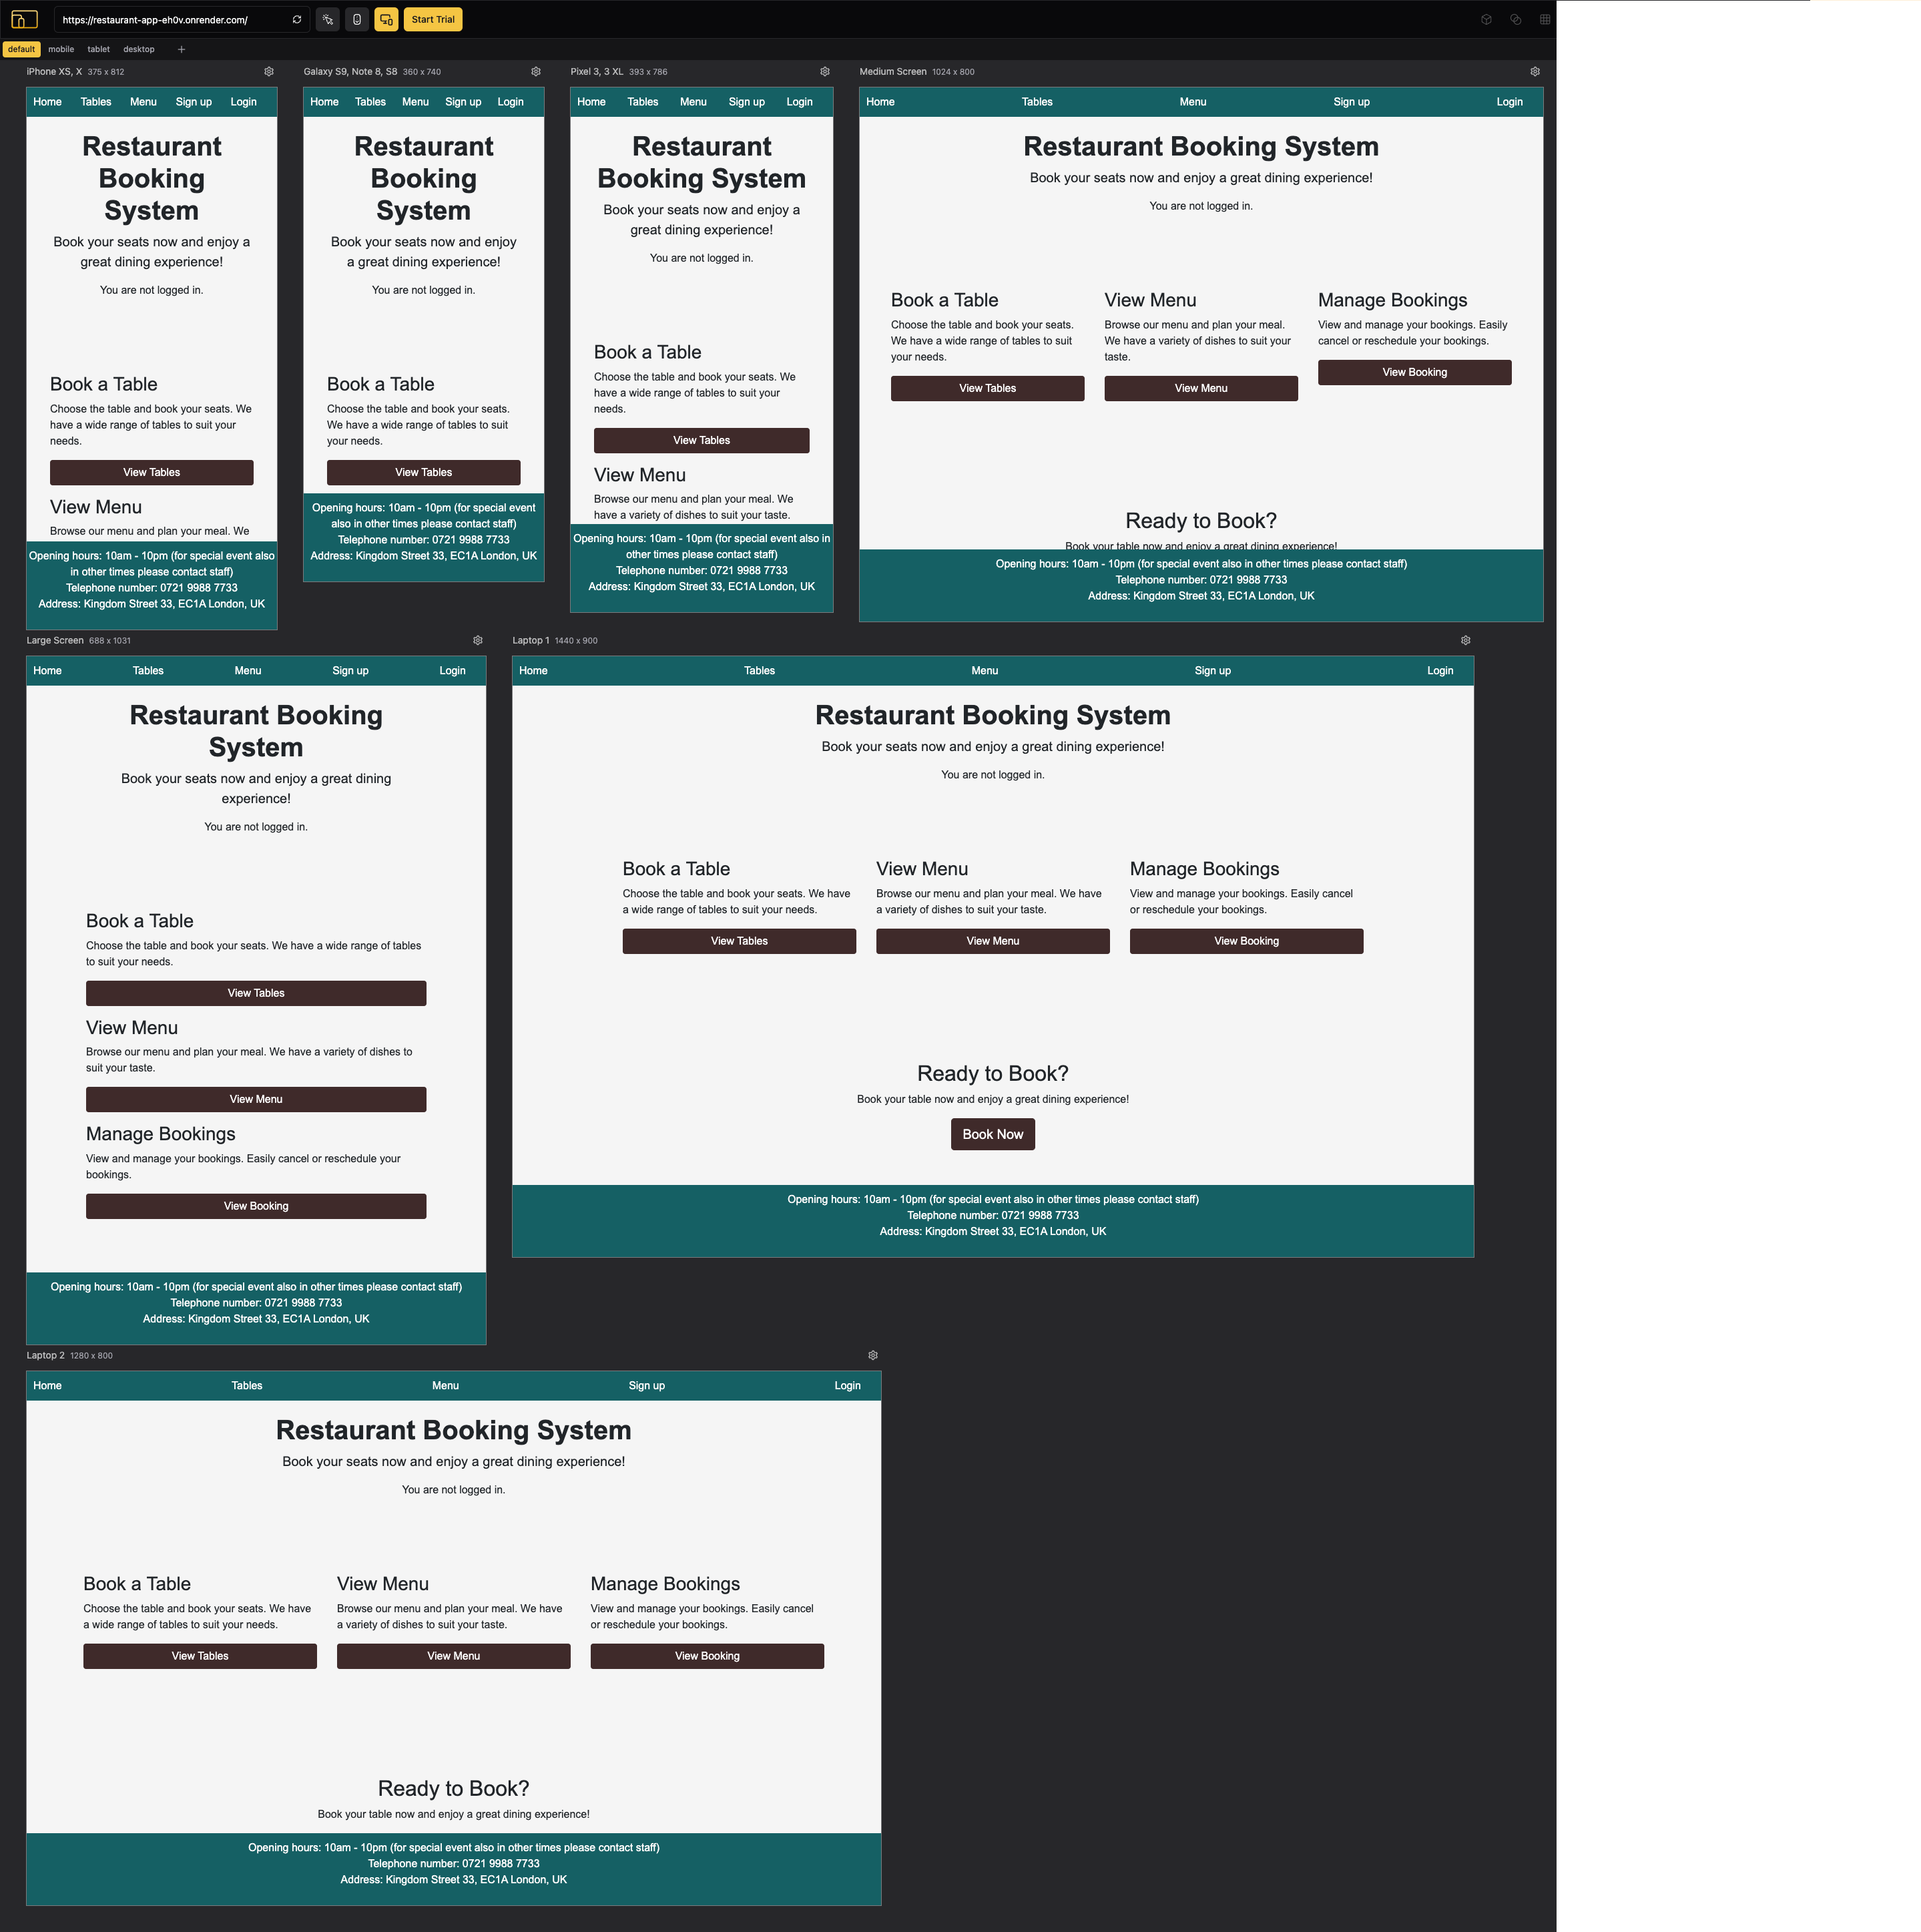 https://restaurant-app-eh0v.onrender.com/
Start Trial
default mobile tablet desktop +
iPhone XS, X 375 x 812
Home Tables Menu Sign up Login
Restaurant
Booking
System
Book your seats now and enjoy a
great dining experience!
You are not logged in.
Book a Table
Choose the table and book your seats. We
have a wide range of tables to suit your
needs.
View Tables
View Menu
Browse our menu and plan your meal. We
Opening hours: 10am - 10pm (for special event also
in other times please contact staff)
Telephone number: 0721 9988 7733
Address: Kingdom Street 33, EC1A London, UK
Galaxy S9, Note 8, S8 360 x 740
Home Tables Menu Sign up Login
Restaurant
Booking
System
Book your seats now and enjoy
a great dining experience!
You are not logged in.
Book a Table
Choose the table and book your seats.
We have a wide range of tables to suit
your needs.
View Tables
Opening hours: 10am - 10pm (for special event
also in other times please contact staff)
Telephone number: 0721 9988 7733
Address: Kingdom Street 33, EC1A London, UK
Pixel 3, 3 XL 393 x 786
Home Tables Menu Sign up Login
Restaurant
Booking System
Book your seats now and enjoy a
great dining experience!
You are not logged in.
Book a Table
Choose the table and book your seats. We
have a wide range of tables to suit your
needs.
View Tables
View Menu
Browse our menu and plan your meal. We
have a variety of dishes to suit your taste.
Opening hours: 10am - 10pm (for special event also in
other times please contact staff)
Telephone number: 0721 9988 7733
Address: Kingdom Street 33, EC1A London, UK
Medium Screen 1024 x 800
Home Tables Menu Sign up Login
Restaurant Booking System
Book your seats now and enjoy a great dining experience!
You are not logged in.
Book a Table
Choose the table and book your seats.
We have a wide range of tables to suit
your needs.
View Tables
View Menu
Browse our menu and plan your meal.
We have a variety of dishes to suit your
taste.
View Menu
Manage Bookings
View and manage your bookings. Easily
cancel or reschedule your bookings.
View Booking
Ready to Book?
Book your table now and enjoy a great dining experience!
Opening hours: 10am - 10pm (for special event also in other times please contact staff)
Telephone number: 0721 9988 7733
Address: Kingdom Street 33, EC1A London, UK
Large Screen 688 x 1031
Home Tables Menu Sign up Login
Restaurant Booking
System
Book your seats now and enjoy a great dining
experience!
You are not logged in.
Book a Table
Choose the table and book your seats. We have a wide range of tables
to suit your needs.
View Tables
View Menu
Browse our menu and plan your meal. We have a variety of dishes to
suit your taste.
View Menu
Manage Bookings
View and manage your bookings. Easily cancel or reschedule your
bookings.
View Booking
Opening hours: 10am - 10pm (for special event also in other times please contact staff)
Telephone number: 0721 9988 7733
Address: Kingdom Street 33, EC1A London, UK
Laptop 1 1440 x 900
Home Tables Menu Sign up Login
Restaurant Booking System
Book your seats now and enjoy a great dining experience!
You are not logged in.
Book a Table
Choose the table and book your seats. We have
a wide range of tables to suit your needs.
View Tables
View Menu
Browse our menu and plan your meal. We have
a variety of dishes to suit your taste.
View Menu
Manage Bookings
View and manage your bookings. Easily cancel
or reschedule your bookings.
View Booking
Ready to Book?
Book your table now and enjoy a great dining experience!
Book Now
Opening hours: 10am - 10pm (for special event also in other times please contact staff)
Telephone number: 0721 9988 7733
Address: Kingdom Street 33, EC1A London, UK
Laptop 2 1280 x 800
Home Tables Menu Sign up Login
Restaurant Booking System
Book your seats now and enjoy a great dining experience!
You are not logged in.
Book a Table
Choose the table and book your seats. We have
a wide range of tables to suit your needs.
View Tables
View Menu
Browse our menu and plan your meal. We have
a variety of dishes to suit your taste.
View Menu
Manage Bookings
View and manage your bookings. Easily cancel
or reschedule your bookings.
View Booking
Ready to Book?
Book your table now and enjoy a great dining experience!
Opening hours: 10am - 10pm (for special event also in other times please contact staff)
Telephone number: 0721 9988 7733
Address: Kingdom Street 33, EC1A London, UK